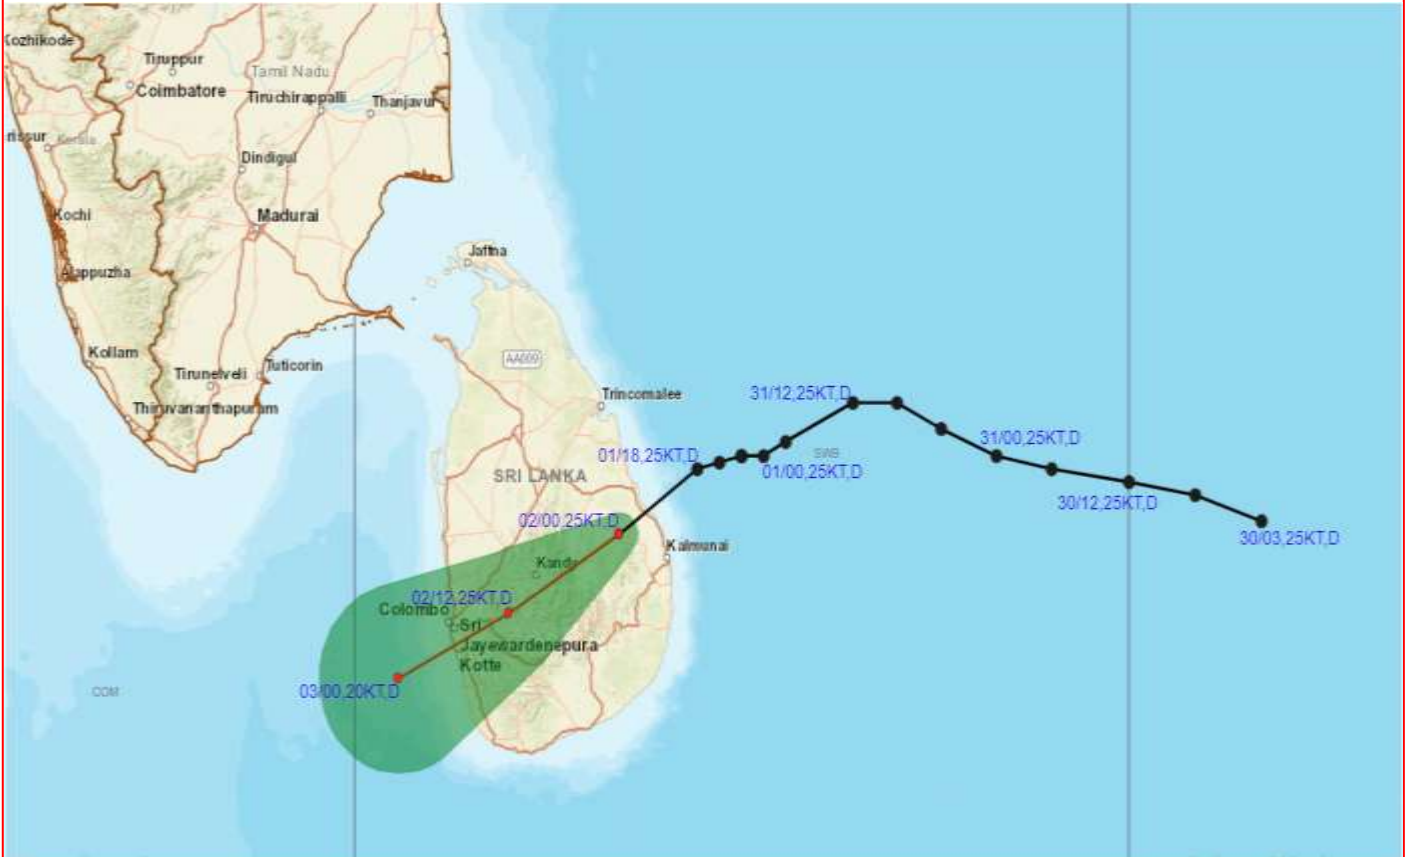 Kozhikode
Tiruppur
Coimbatore
Tamil Nadu
Tiruchirappalli
Thanjavur
rissur
Kerala
Dindigul
Kochi
Madurai
Jaffna
Alappuzha
Kollam
Tirunelveli
Tuticorin
AA009
Thiruvananthapuram
Trincomalee
31/12,25KT,D
SRI LANKA
01/18,25KT,D
SWB
01/00,25KT,D
31/00,25KT,D
30/12,25KT,D
30/03,25KT,D
02/00,25KT,D
Kalmunai
Kandy
02/12,25KT,D
Colombo
Sri
Jayewardenepura
Kotte
03/00,20KT,D
COM